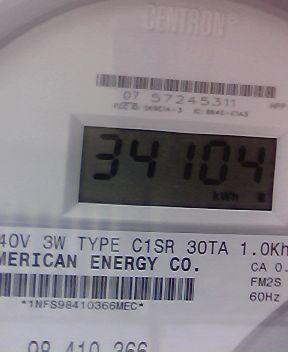 CENTRON®
07 57245311
34104
kWh
40V 3W TYPE C1SR 30TA 1.0Kh
MERICAN ENERGY CO.
CA 0.
FM2S
60Hz
*1NFS98410366MEC*
98 410 366